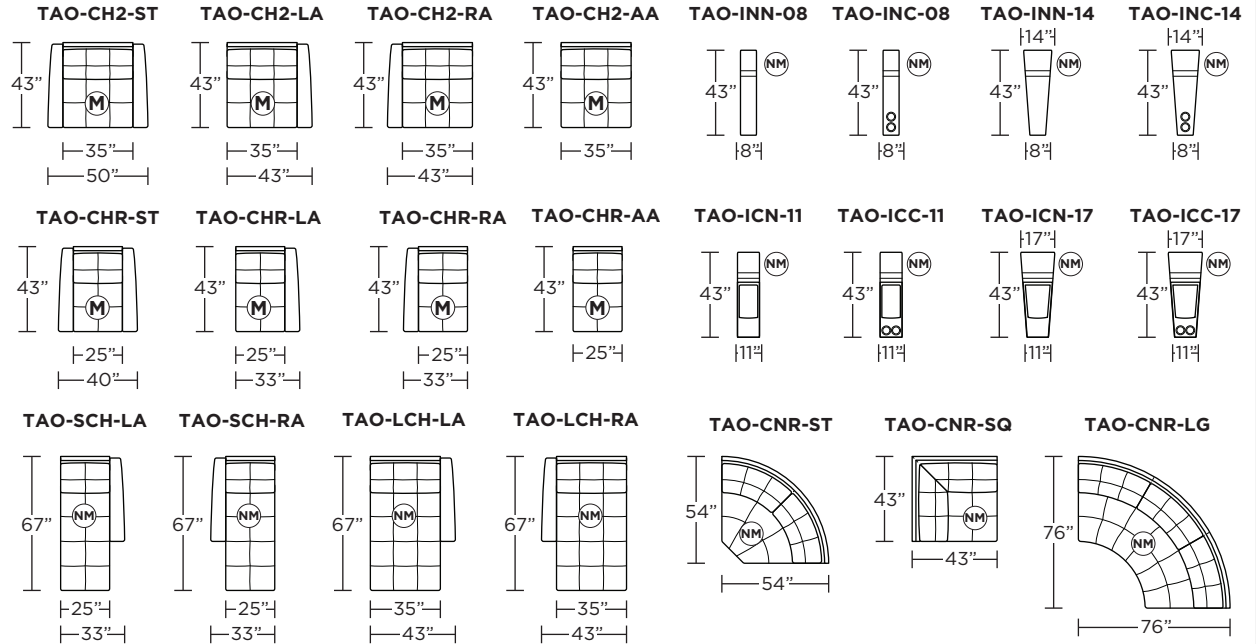 TAO-CH2-ST TAO-CH2-LA TAO-CH2-RA TAO-CH2-AA TAO-INN-08 TAO-INC-08 TAO-INN-14 TAO-INC-14
14” 14”
NM NM NM NM
43” 43” 43” 43” 43” 43” 43” 43”
M M M M
35” 35” 35” 35” 8” 8” 8” 8”
50” 43” 43”
TAO-CHR-ST TAO-CHR-LA TAO-CHR-RA TAO-CHR-AA TAO-ICN-11 TAO-ICC-11 TAO-ICN-17 TAO-ICC-17
17” 17”
NM NM NM NM
43” 43” 43” 43” 43” 43” 43” 43”
M M M M
25” 25” 25” 25” 11” 11” 11” 11”
40” 33” 33”
TAO-SCH-LA TAO-SCH-RA TAO-LCH-LA TAO-LCH-RA TAO-CNR-ST TAO-CNR-SQ TAO-CNR-LG
67” NM 67” NM 67” NM 67” NM 54” NM 43” NM 76” NM
43”
54”
25” 25” 35” 35”
33” 33” 43” 43” 76”